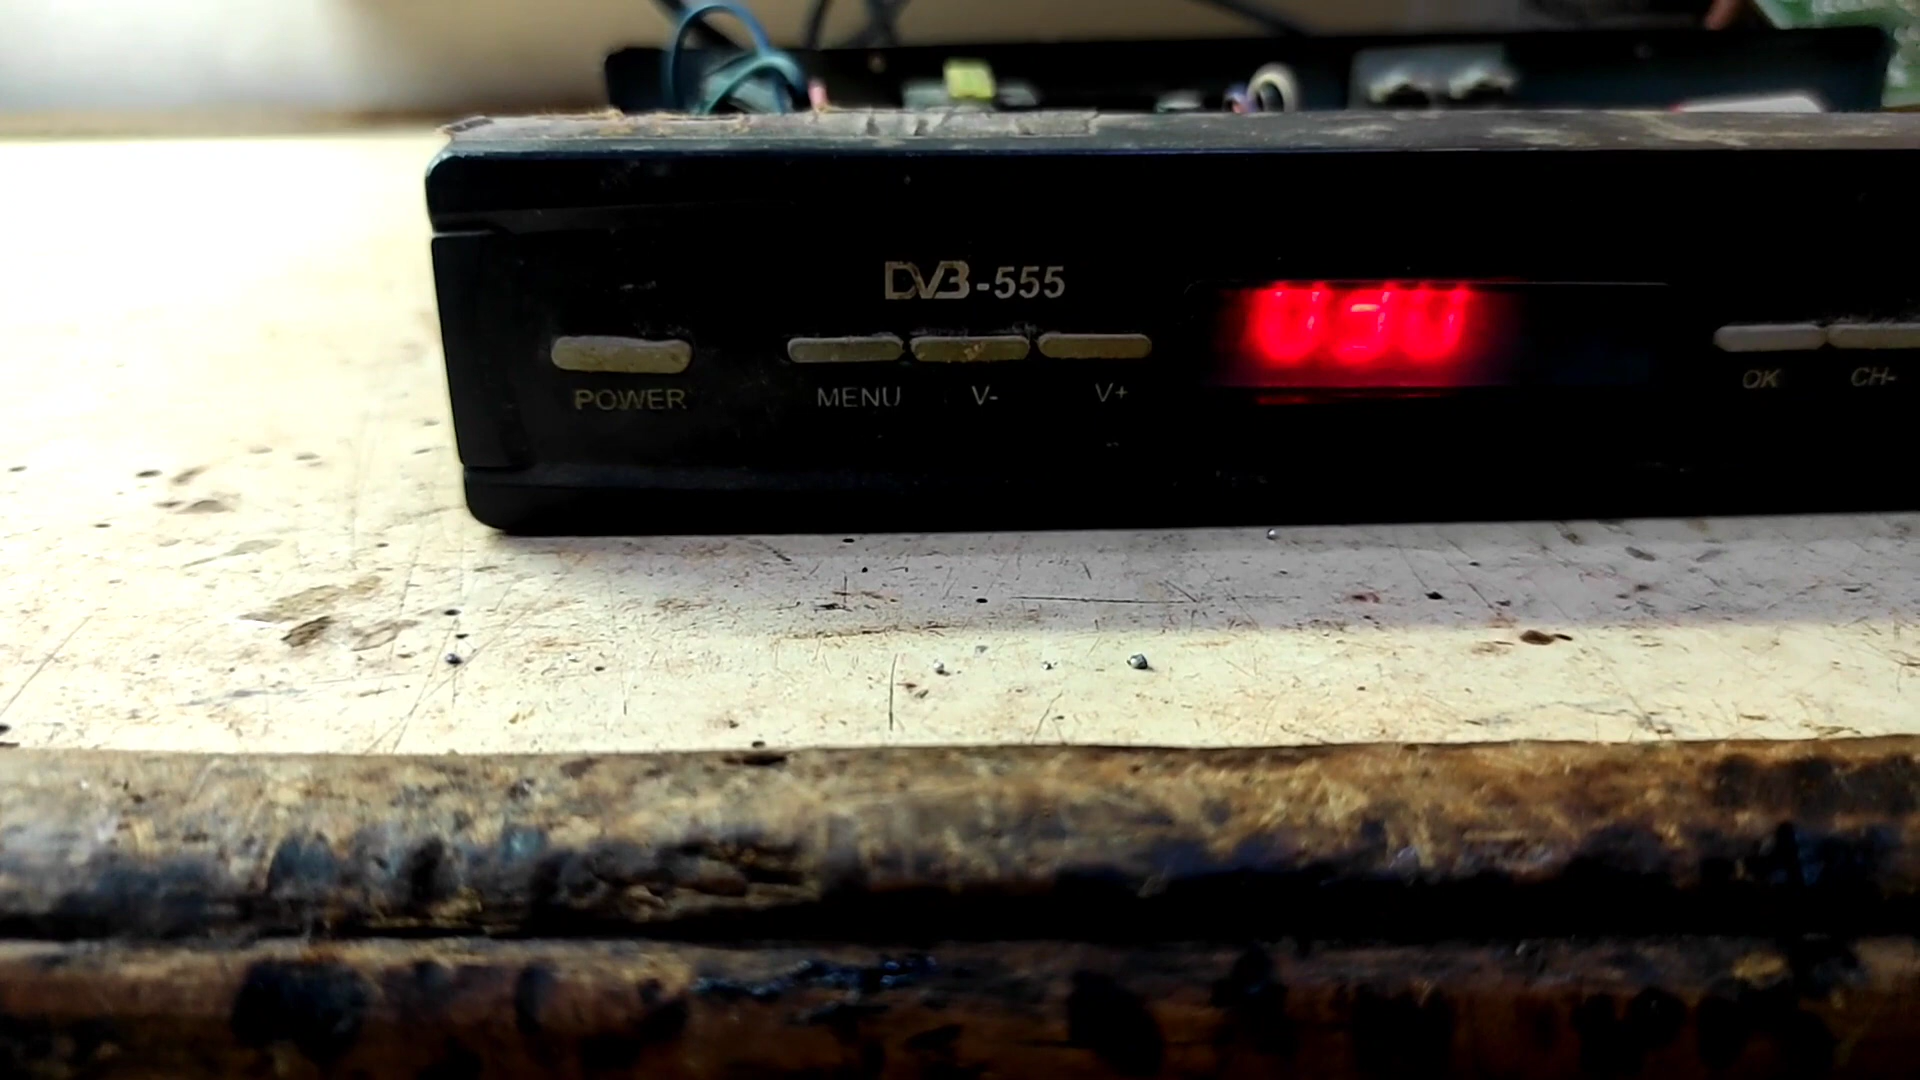 DVB-555
POWER
MENU
V-
V+
OK
CH-